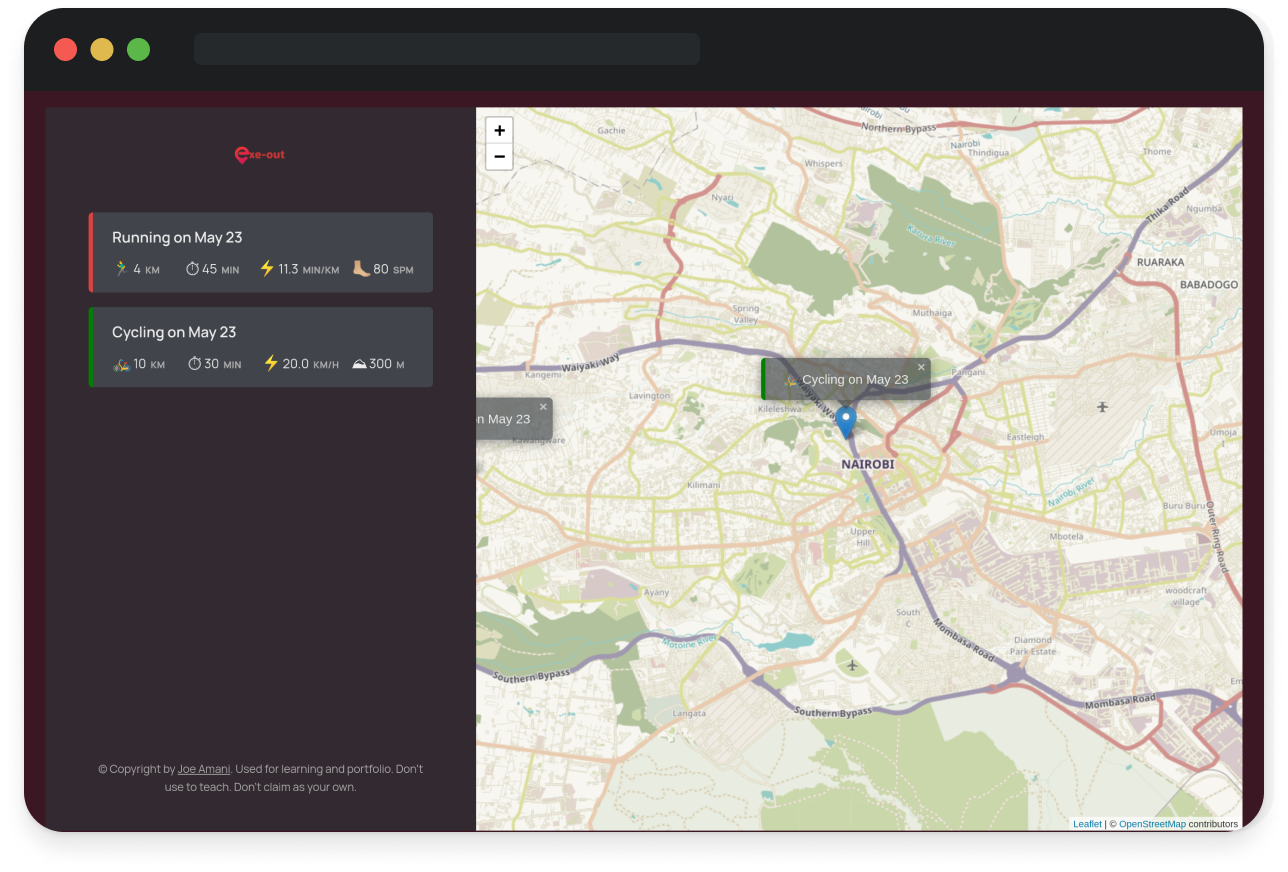 exe-out
Running on May 23
4 KM 45 MIN 11.3 MIN/KM 80 SPM
Cycling on May 23
10 KM 30 MIN 20.0 KM/H 300 M
© Copyright by Joe Amani. Used for learning and portfolio. Don't
use to teach. Don't claim as your own.
+
−
Gachie
Northern Bypass
Nairobi
Thindigua
Thome
Whispers
Nyari
Thika Road
Ngumba
Karura River
RUARAKA
BABADOGO
Spring
Valley
Muthaiga
Waiyaki Way
Kangemi
Pangani
×
Cycling on May 23
Waiyaki Way
Lavington
Kileleshwa
×
n May 23
Kawangware
Eastleigh
Umoja
I
NAIROBI
Kilimani
Nairobi River
Buru Buru
Outer Ring Road
Upper
Hill
Mbotela
Ayany
woodcraft
village
South
C
Motoine River
Mombasa Road
Diamond
Park Estate
Southern Bypass
Em
Mombasa Road
Langata
Southern Bypass
Leaflet | © OpenStreetMap contributors